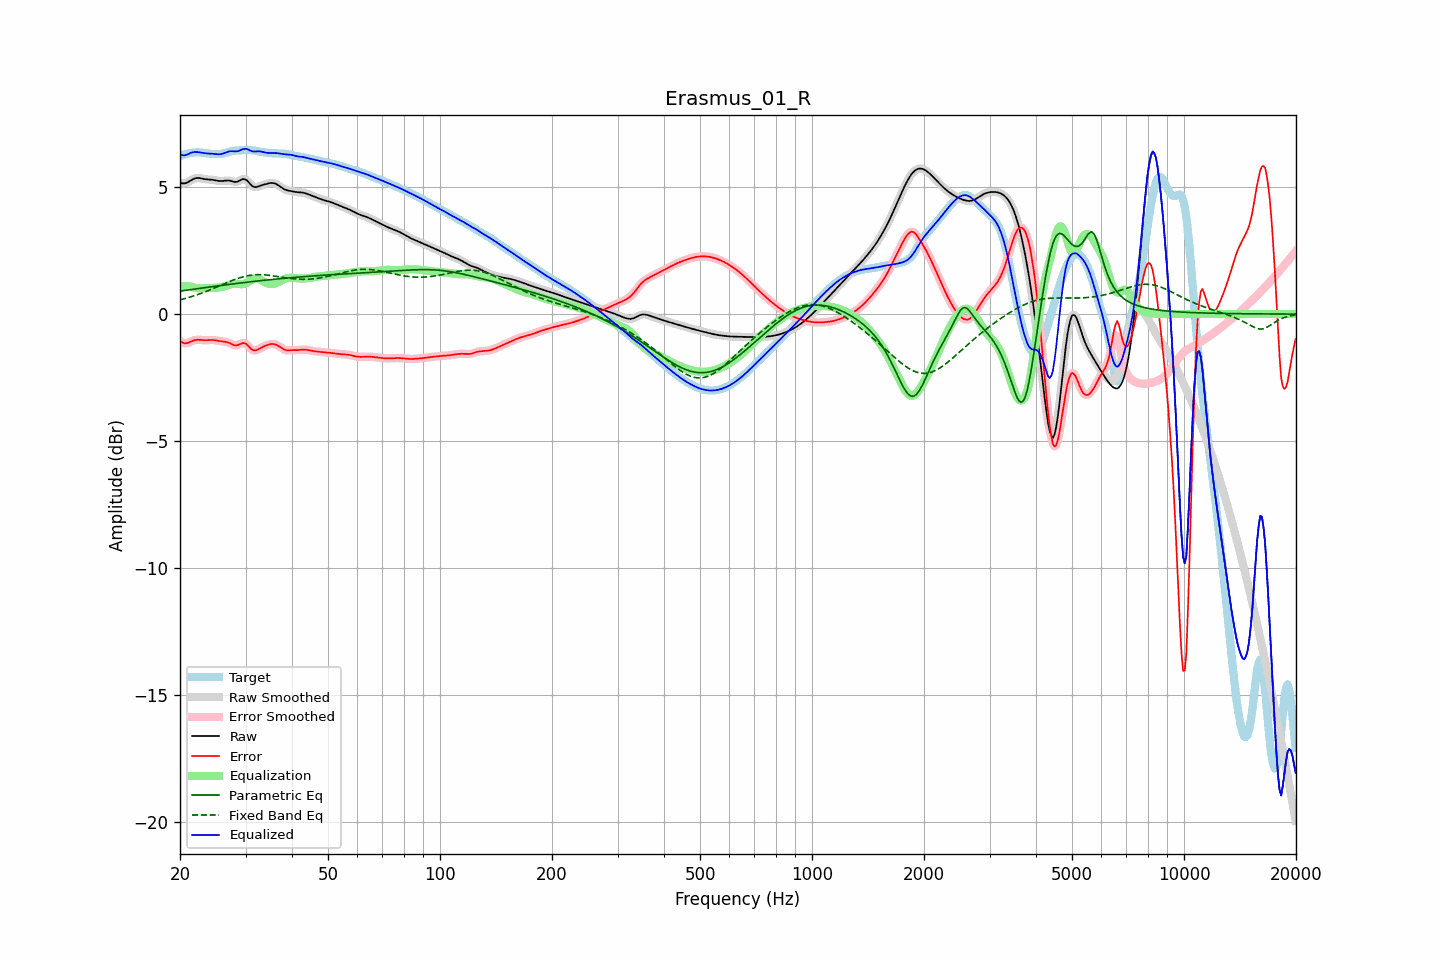 Erasmus_01_R
Amplitude (dBr)
5
0
−5
−10
−15
−20
Target
Raw Smoothed
Error Smoothed
Raw
Error
Equalization
Parametric Eq
Fixed Band Eq
Equalized
20 50 100 200 500 1000 2000 5000 10000 20000
Frequency (Hz)